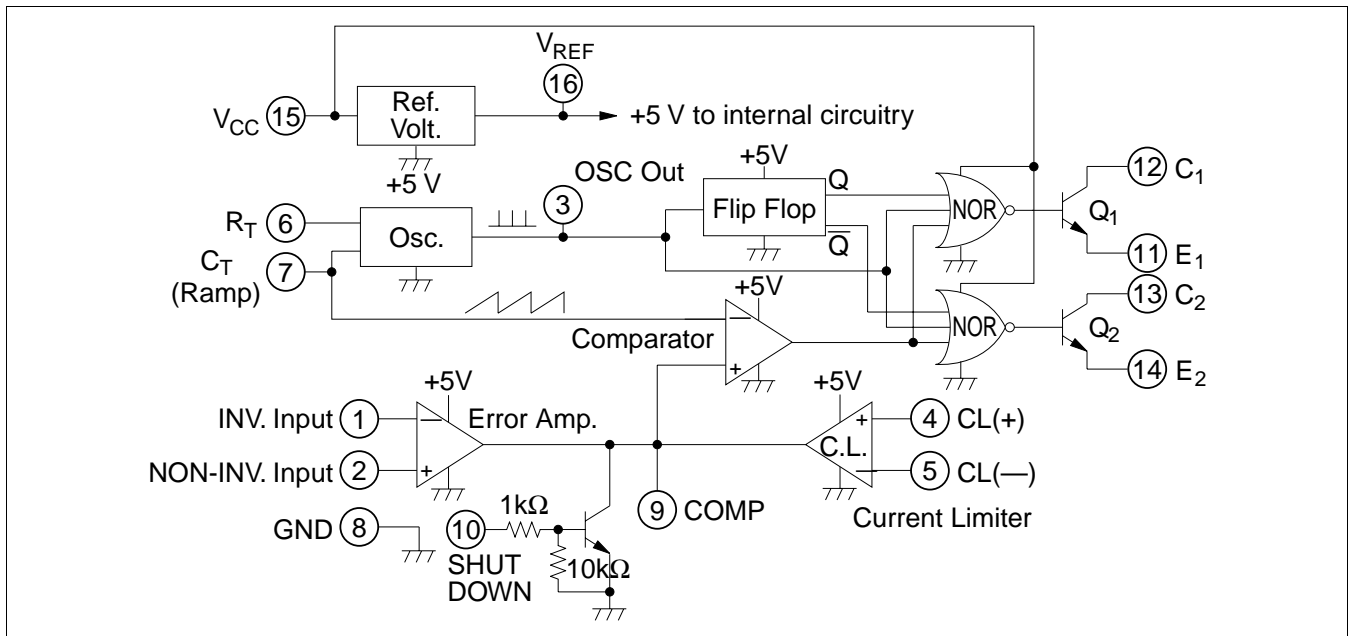 VREF
16
VCC 15
Ref.
Volt.
+5 V to internal circuitry
+5 V
OSC Out
3
RT 6
Osc.
CT
(Ramp)
7
+5V
Flip Flop
Q
Q̅
NOR
12 C1
Q1
11 E1
13 C2
NOR
Q2
14 E2
+5V
Comparator
−
+
+5V
INV. Input 1
−
Error Amp.
NON-INV. Input 2
+
+5V
C.L.
+
−
4 CL(+)
5 CL(—)
Current Limiter
9 COMP
GND 8
10
1kΩ
SHUT
DOWN
10kΩ